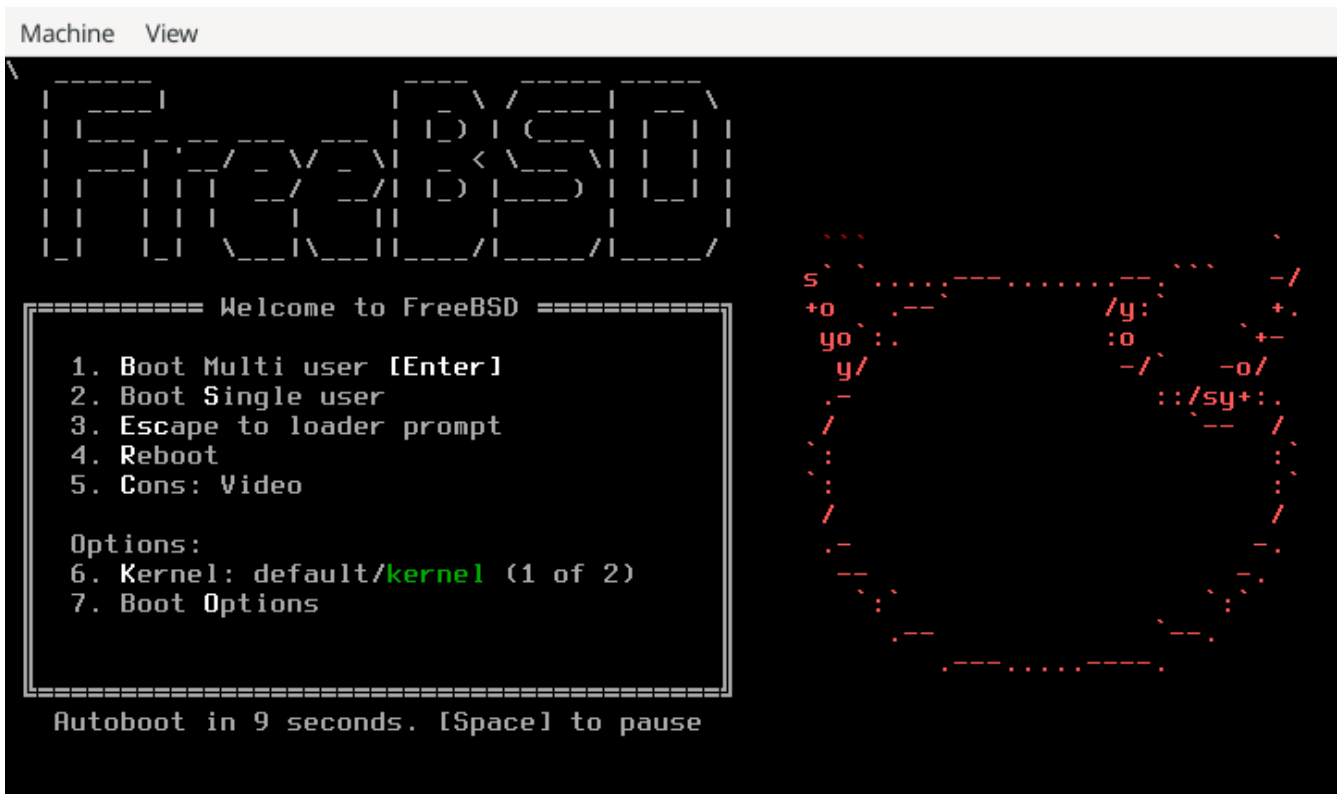 Machine View
FreeBSD
Welcome to FreeBSD
1. Boot Multi user [Enter]
2. Boot Single user
3. Escape to loader prompt
4. Reboot
5. Cons: Video
Options:
6. Kernel: default/kernel (1 of 2)
7. Boot Options
Autoboot in 9 seconds. [Space] to pause